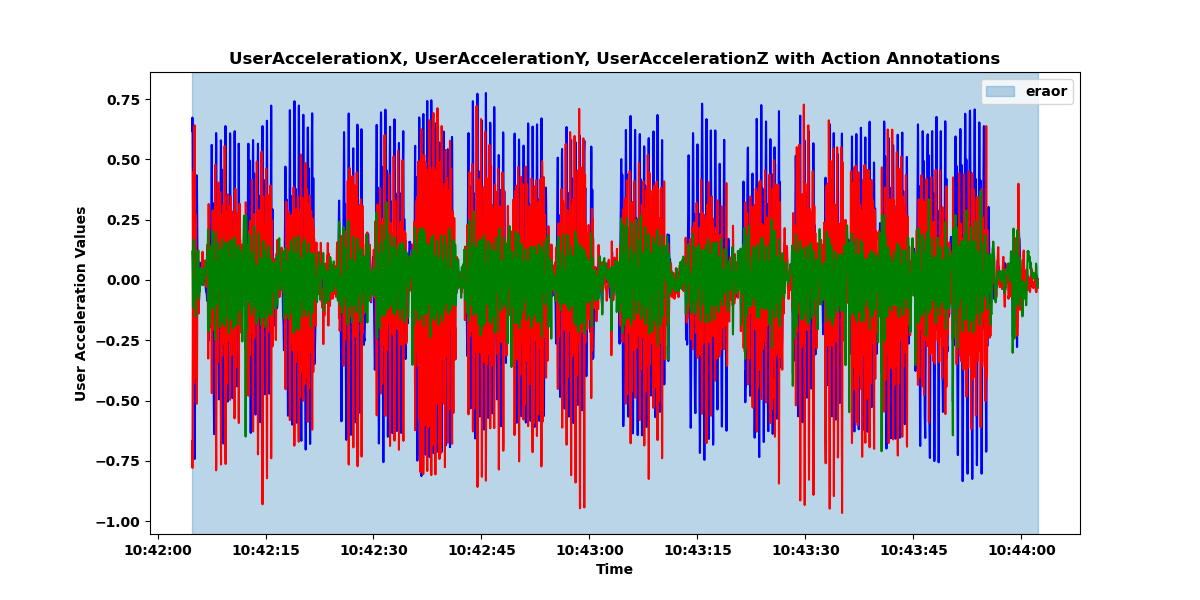 UserAccelerationX, UserAccelerationY, UserAccelerationZ with Action Annotations
eraor
User Acceleration Values
0.75
0.50
0.25
0.00
−0.25
−0.50
−0.75
−1.00
10:42:00 10:42:15 10:42:30 10:42:45 10:43:00 10:43:15 10:43:30 10:43:45 10:44:00
Time